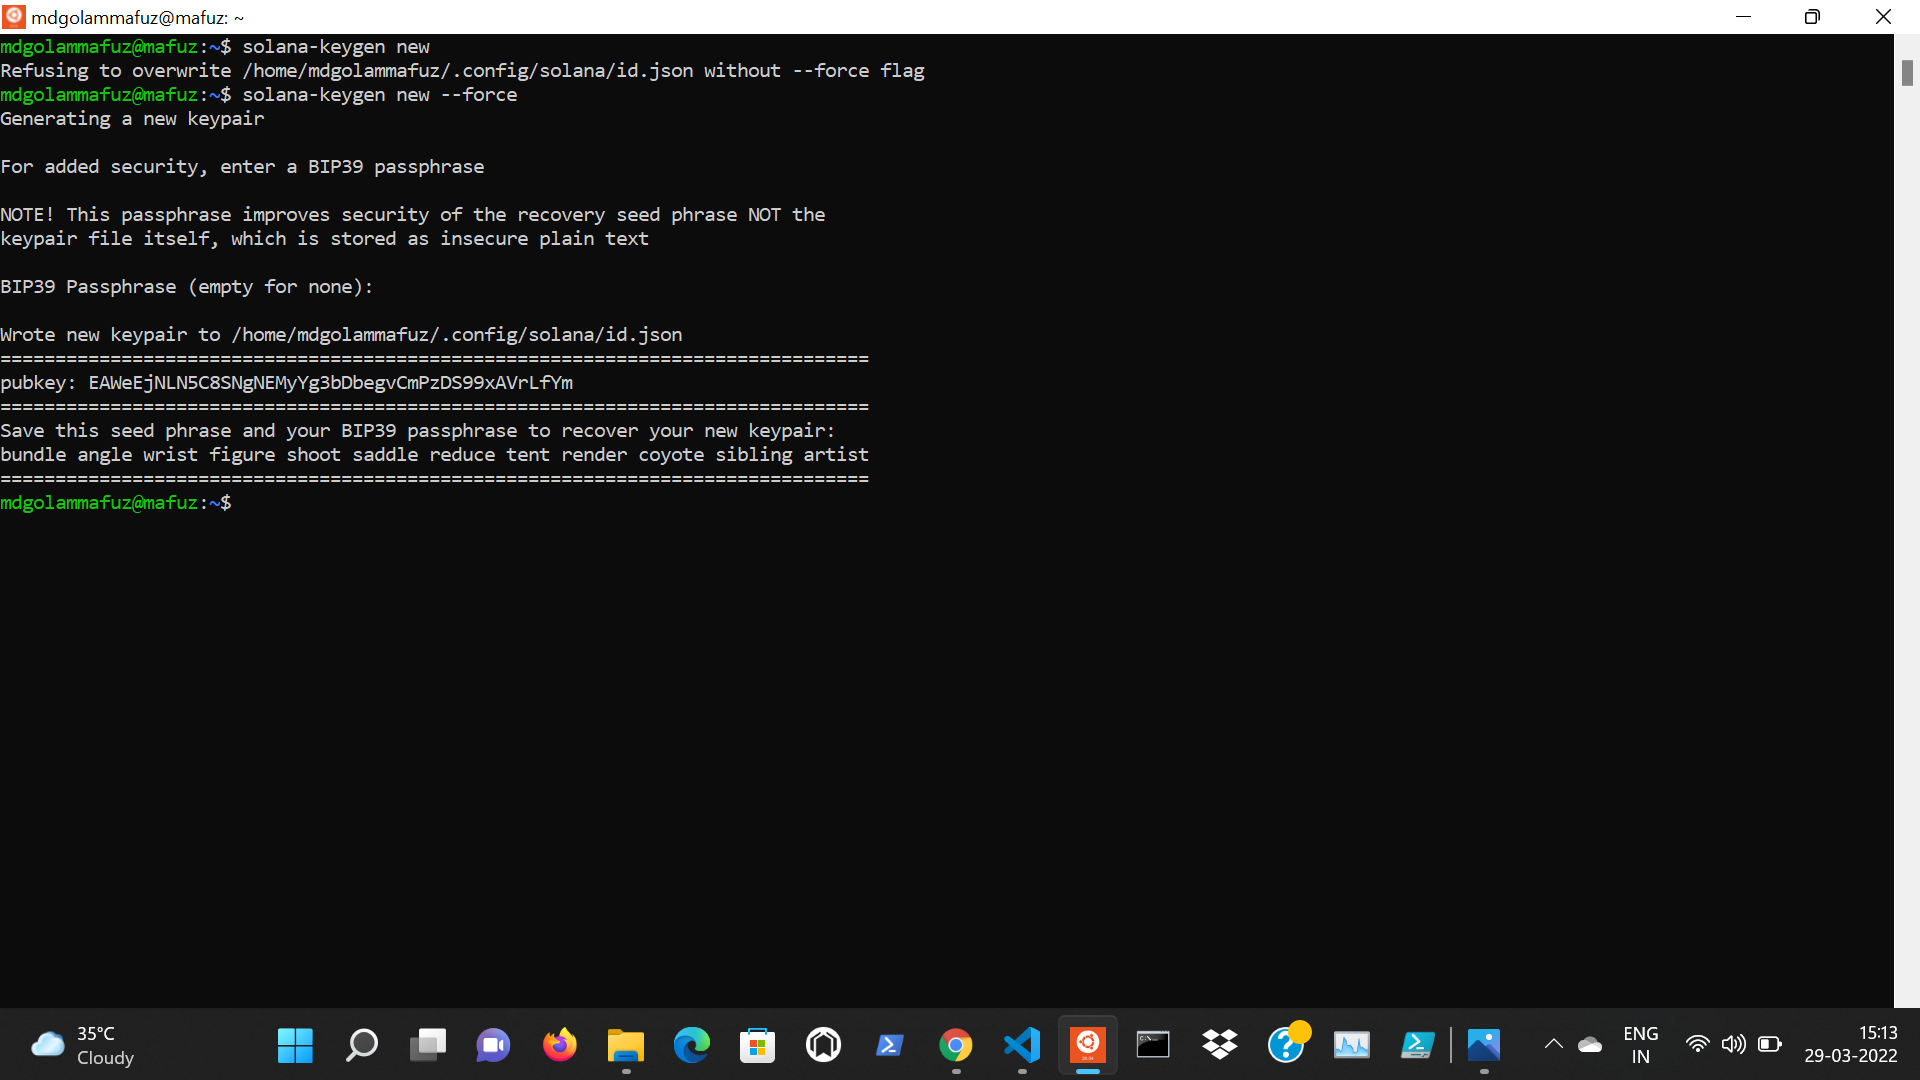 mdgolammafuz@mafuz: ~
mdgolammafuz@mafuz:~$ solana-keygen new
Refusing to overwrite /home/mdgolammafuz/.config/solana/id.json without --force flag
mdgolammafuz@mafuz:~$ solana-keygen new --force
Generating a new keypair
For added security, enter a BIP39 passphrase
NOTE! This passphrase improves security of the recovery seed phrase NOT the
keypair file itself, which is stored as insecure plain text
BIP39 Passphrase (empty for none):
Wrote new keypair to /home/mdgolammafuz/.config/solana/id.json
===============================================================================
pubkey: EAWeEjNLN5C8SNgNEMyYg3bDbegvCmPzDS99xAVrLfYm
===============================================================================
Save this seed phrase and your BIP39 passphrase to recover your new keypair:
bundle angle wrist figure shoot saddle reduce tent render coyote sibling artist
===============================================================================
mdgolammafuz@mafuz:~$
35°C
Cloudy
ENG
IN
15:13
29-03-2022